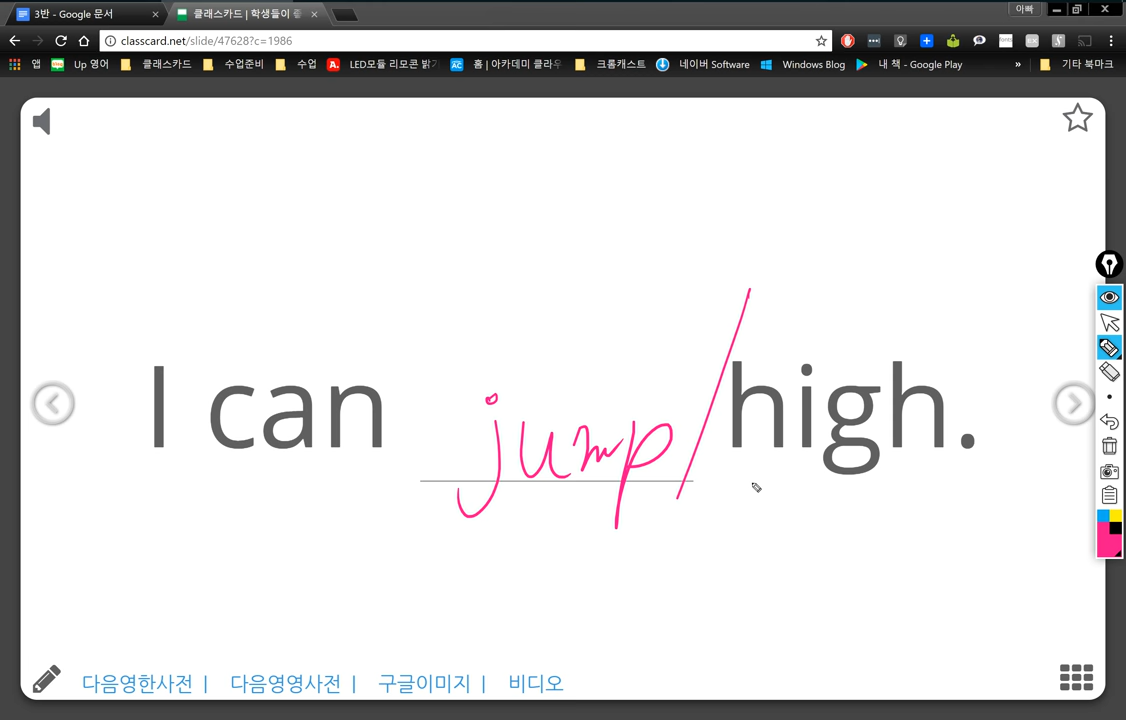 3반 - Google 문서
클래스카드 | 학생들이 즐
아빠
classcard.net/slide/47628?c=1986
앱 Up 영어 클래스카드 수업준비 수업 LED모듈 리모콘 밝기 홈 | 아카데미 클라우 크롬캐스트 네이버 Software Windows Blog 내 책 - Google Play » 기타 북마크
I can jump / high.
다음영한사전 | 다음영영사전 | 구글이미지 | 비디오